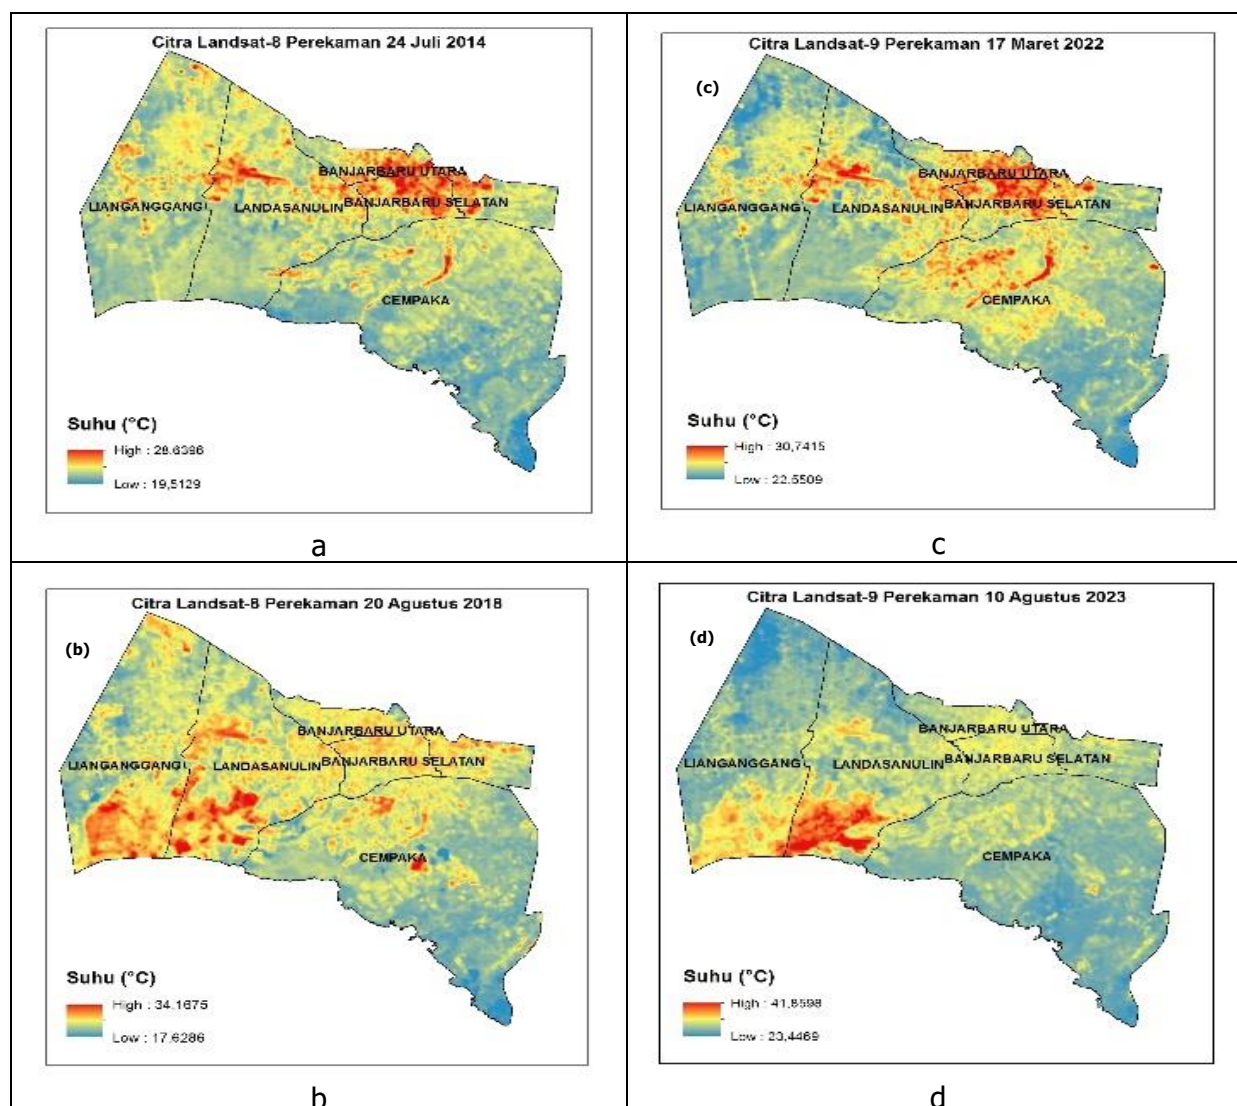 Citra Landsat-8 Perekaman 24 Juli 2014
BANJARBARU UTARA
LIANGANGGANG
LANDASANULIN
BANJARBARU SELATAN
CEMPAKA
Suhu (°C)
High : 28.6396
Low : 19,5129
a
Citra Landsat-9 Perekaman 17 Maret 2022
(c)
BANJARBARU UTARA
LIANGANGGANG
LANDASANULIN
BANJARBARU SELATAN
CEMPAKA
Suhu (°C)
High : 30,7415
Low : 22.5509
c
Citra Landsat-8 Perekaman 20 Agustus 2018
(b)
BANJARBARU UTARA
LIANGANGGANG
LANDASANULIN
BANJARBARU SELATAN
CEMPAKA
Suhu (°C)
High : 34.1675
Low : 17,6286
b
Citra Landsat-9 Perekaman 10 Agustus 2023
(d)
BANJARBARU UTARA
LIANGANGGANG
LANDASANULIN
BANJARBARU SELATAN
CEMPAKA
Suhu (°C)
High : 41,8598
Low : 23,4469
d